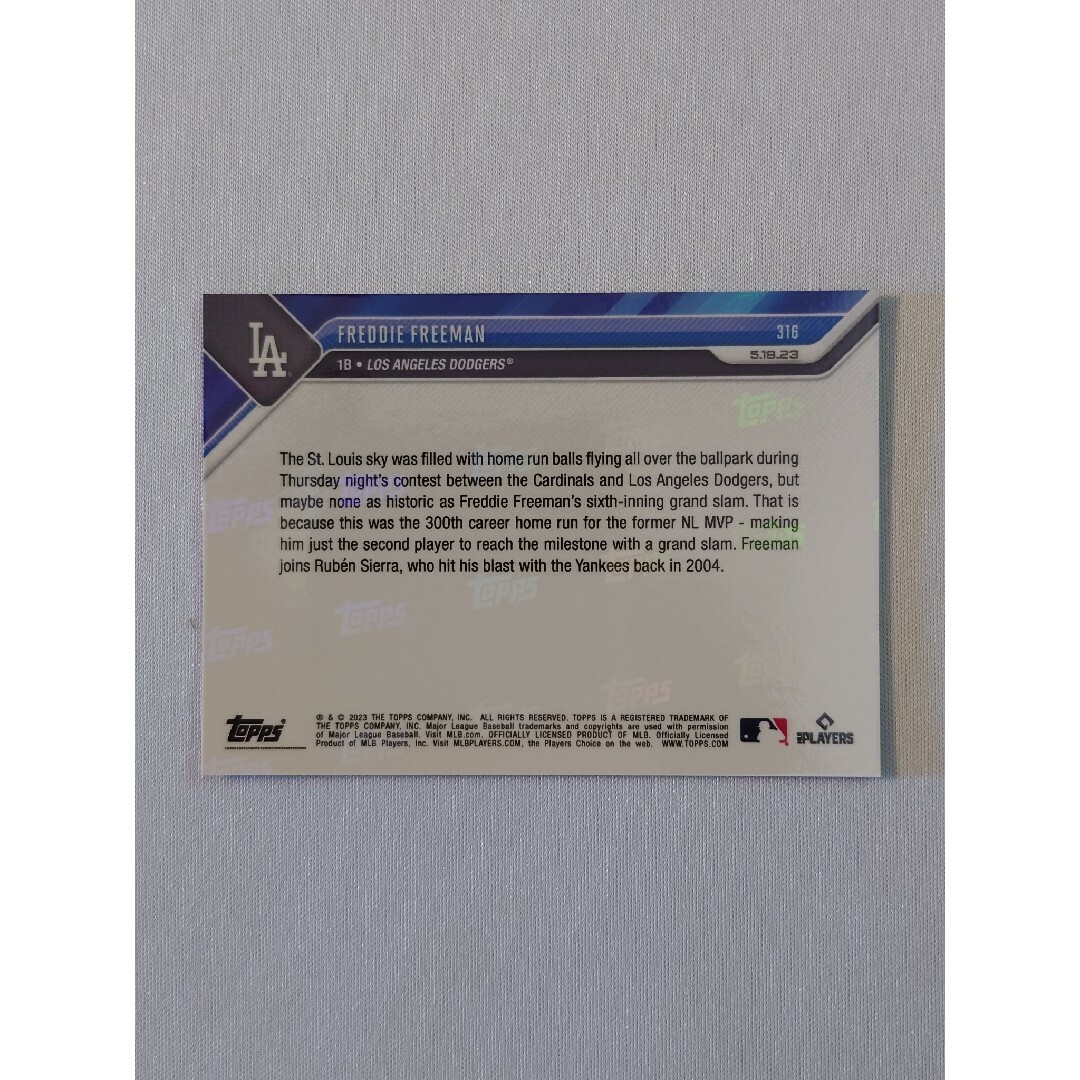 LA
FREDDIE FREEMAN
316
1B • LOS ANGELES DODGERS®
5.18.23
The St. Louis sky was filled with home run balls flying all over the ballpark during
Thursday night's contest between the Cardinals and Los Angeles Dodgers, but
maybe none as historic as Freddie Freeman's sixth-inning grand slam. That is
because this was the 300th career home run for the former NL MVP - making
him just the second player to reach the milestone with a grand slam. Freeman
joins Rubén Sierra, who hit his blast with the Yankees back in 2004.
topps
® & © 2023 THE TOPPS COMPANY, INC. ALL RIGHTS RESERVED. TOPPS IS A REGISTERED TRADEMARK OF
THE TOPPS COMPANY, INC. Major League Baseball trademarks and copyrights are used with permission
of Major League Baseball. Visit MLB.com. OFFICIALLY LICENSED PRODUCT OF MLB. Officially Licensed
Product of MLB Players, Inc. Visit MLBPLAYERS.COM, the Players Choice on the web. WWW.TOPPS.COM
MLB PLAYERS